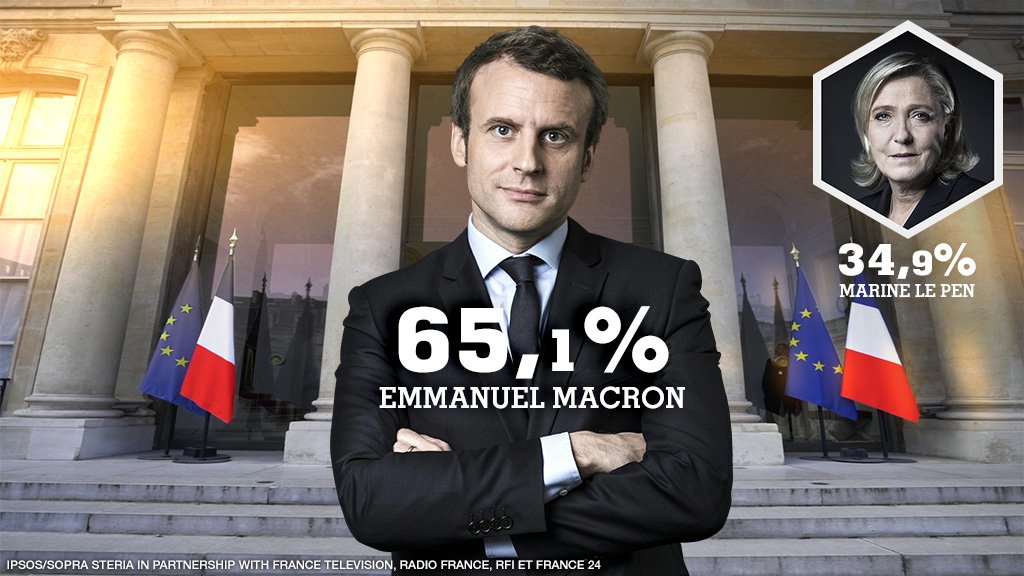 34,9%
MARINE LE PEN
65,1%
EMMANUEL MACRON
IPSOS/SOPRA STERIA IN PARTNERSHIP WITH FRANCE TELEVISION, RADIO FRANCE, RFI ET FRANCE 24